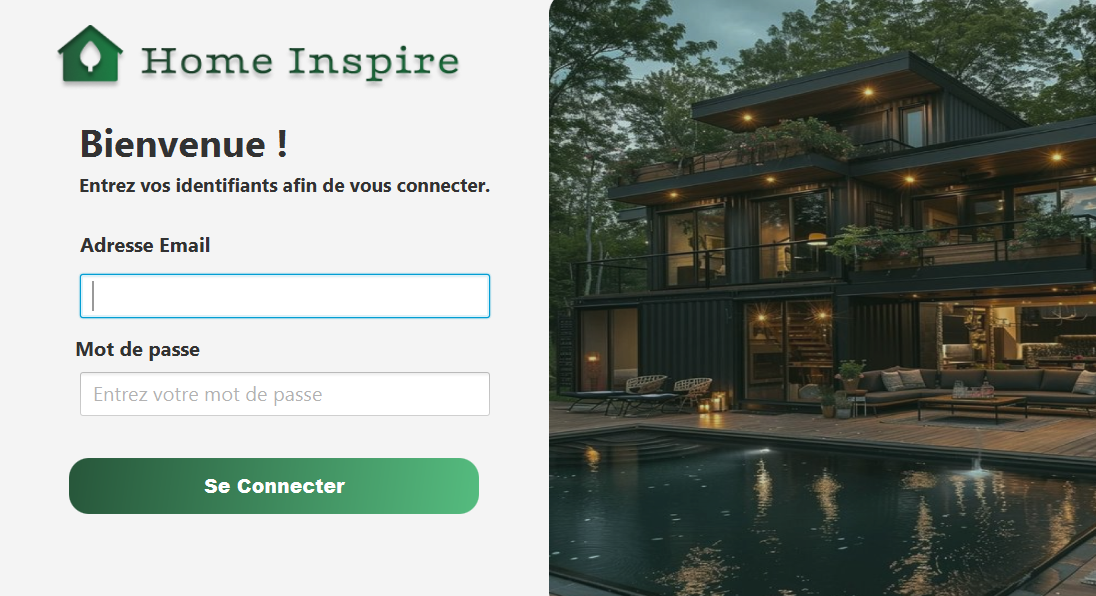 Home Inspire
Bienvenue !
Entrez vos identifiants afin de vous connecter.
Adresse Email
Mot de passe
Entrez votre mot de passe
Se Connecter